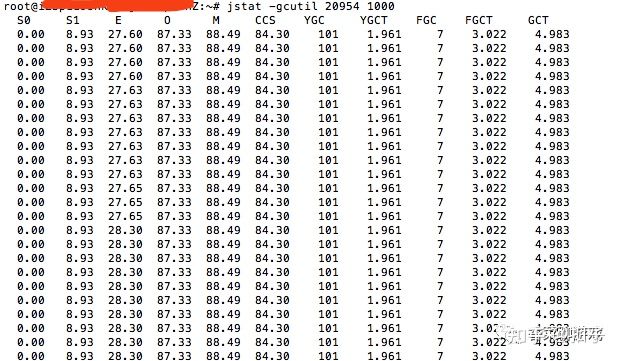 root@i Z:~# jstat -gcutil 20954 1000
S0 S1 E O M CCS YGC YGCT FGC FGCT GCT
0.00 8.93 27.60 87.33 88.49 84.30 101 1.961 7 3.022 4.983
0.00 8.93 27.60 87.33 88.49 84.30 101 1.961 7 3.022 4.983
0.00 8.93 27.60 87.33 88.49 84.30 101 1.961 7 3.022 4.983
0.00 8.93 27.60 87.33 88.49 84.30 101 1.961 7 3.022 4.983
0.00 8.93 27.63 87.33 88.49 84.30 101 1.961 7 3.022 4.983
0.00 8.93 27.63 87.33 88.49 84.30 101 1.961 7 3.022 4.983
0.00 8.93 27.63 87.33 88.49 84.30 101 1.961 7 3.022 4.983
0.00 8.93 27.63 87.33 88.49 84.30 101 1.961 7 3.022 4.983
0.00 8.93 27.63 87.33 88.49 84.30 101 1.961 7 3.022 4.983
0.00 8.93 27.63 87.33 88.49 84.30 101 1.961 7 3.022 4.983
0.00 8.93 27.63 87.33 88.49 84.30 101 1.961 7 3.022 4.983
0.00 8.93 27.65 87.33 88.49 84.30 101 1.961 7 3.022 4.983
0.00 8.93 27.65 87.33 88.49 84.30 101 1.961 7 3.022 4.983
0.00 8.93 27.65 87.33 88.49 84.30 101 1.961 7 3.022 4.983
0.00 8.93 28.30 87.33 88.49 84.30 101 1.961 7 3.022 4.983
0.00 8.93 28.30 87.33 88.49 84.30 101 1.961 7 3.022 4.983
0.00 8.93 28.30 87.33 88.49 84.30 101 1.961 7 3.022 4.983
0.00 8.93 28.30 87.33 88.49 84.30 101 1.961 7 3.022 4.983
0.00 8.93 28.30 87.33 88.49 84.30 101 1.961 7 3.022 4.983
0.00 8.93 28.30 87.33 88.49 84.30 101 1.961 7 3.022 4.983
0.00 8.93 28.30 87.33 88.49 84.30 101 1.961 7 3.022 4.983
0.00 8.93 28.30 87.33 88.49 84.30 101 1.961 7 3.022 4.983
0.00 8.93 28.30 87.33 88.49 84.30 101 1.961 7 3.022 4.983
0.00 8.93 28.30 87.33 88.49 84.30 101 1.961 7 3.022 4.983